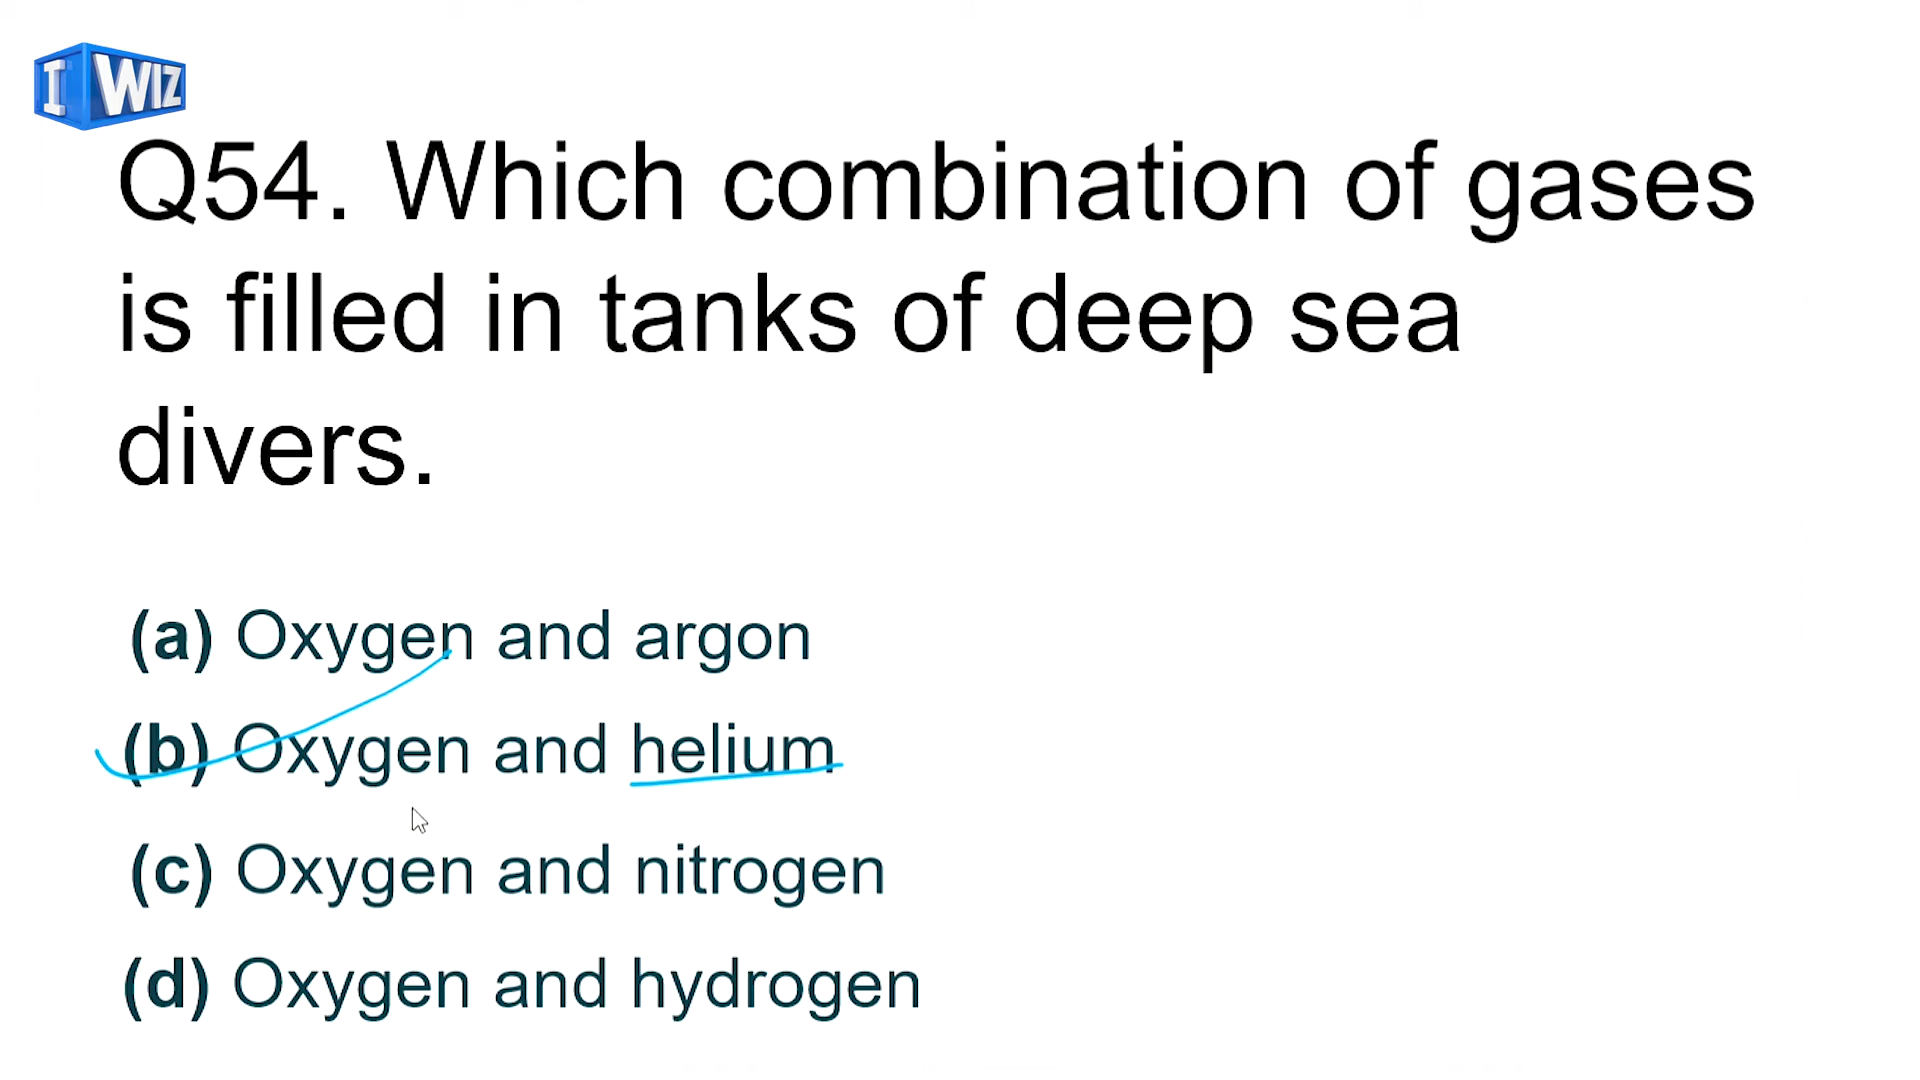 I WIZ
Q54. Which combination of gases
is filled in tanks of deep sea
divers.
(a) Oxygen and argon
(b) Oxygen and helium
(c) Oxygen and nitrogen
(d) Oxygen and hydrogen